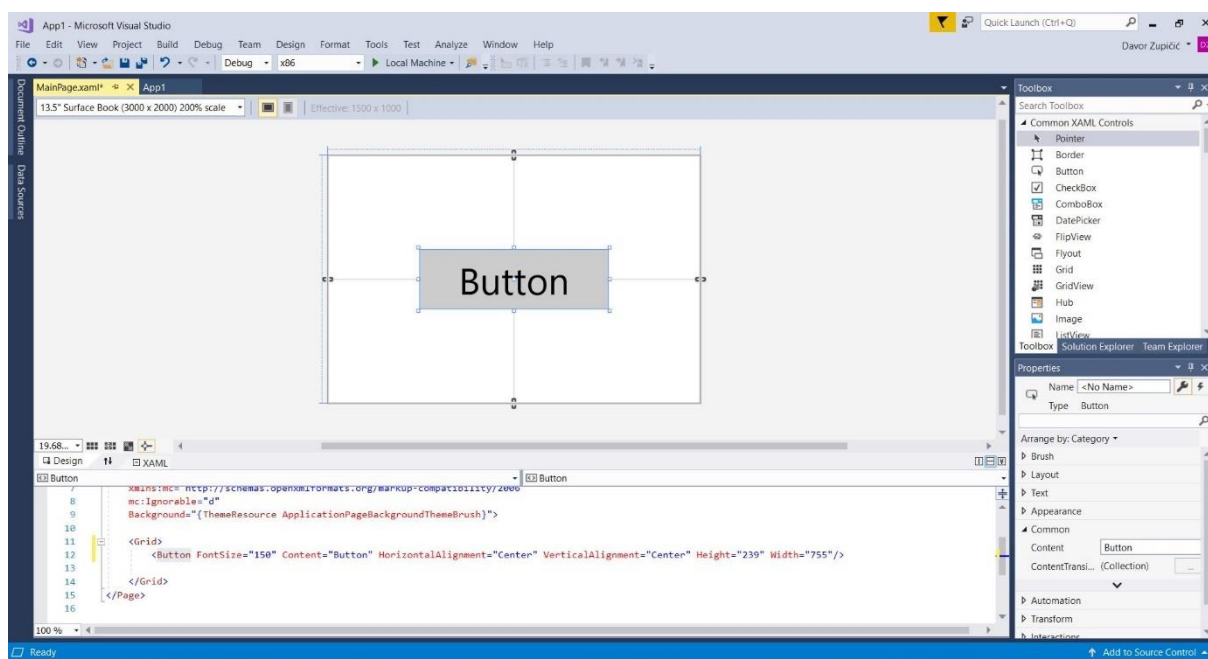 App1 - Microsoft Visual Studio
Quick Launch (Ctrl+Q)
File Edit View Project Build Debug Team Design Format Tools Test Analyze Window Help
Davor Zupičić
DZ
Debug x86 Local Machine
Document Outline
Data Sources
MainPage.xaml* App1
13.5" Surface Book (3000 x 2000) 200% scale Effective: 1500 x 1000
Button
19.68...
Design XAML
Button Button
7 xmlns:mc="http://schemas.openxmlformats.org/markup-compatibility/2006"
8 mc:Ignorable="d"
9 Background="{ThemeResource ApplicationPageBackgroundThemeBrush}">
10
11 <Grid>
12 <Button FontSize="150" Content="Button" HorizontalAlignment="Center" VerticalAlignment="Center" Height="239" Width="755"/>
13
14 </Grid>
15 </Page>
16
100 %
Toolbox
Search Toolbox
Common XAML Controls
Pointer
Border
Button
CheckBox
ComboBox
DatePicker
FlipView
Flyout
Grid
GridView
Hub
Image
ListView
Toolbox Solution Explorer Team Explorer
Properties
Name <No Name>
Type Button
Arrange by: Category
Brush
Layout
Text
Appearance
Common
Content Button
ContentTransi... (Collection) ...
Automation
Transform
Interactions
Ready
Add to Source Control